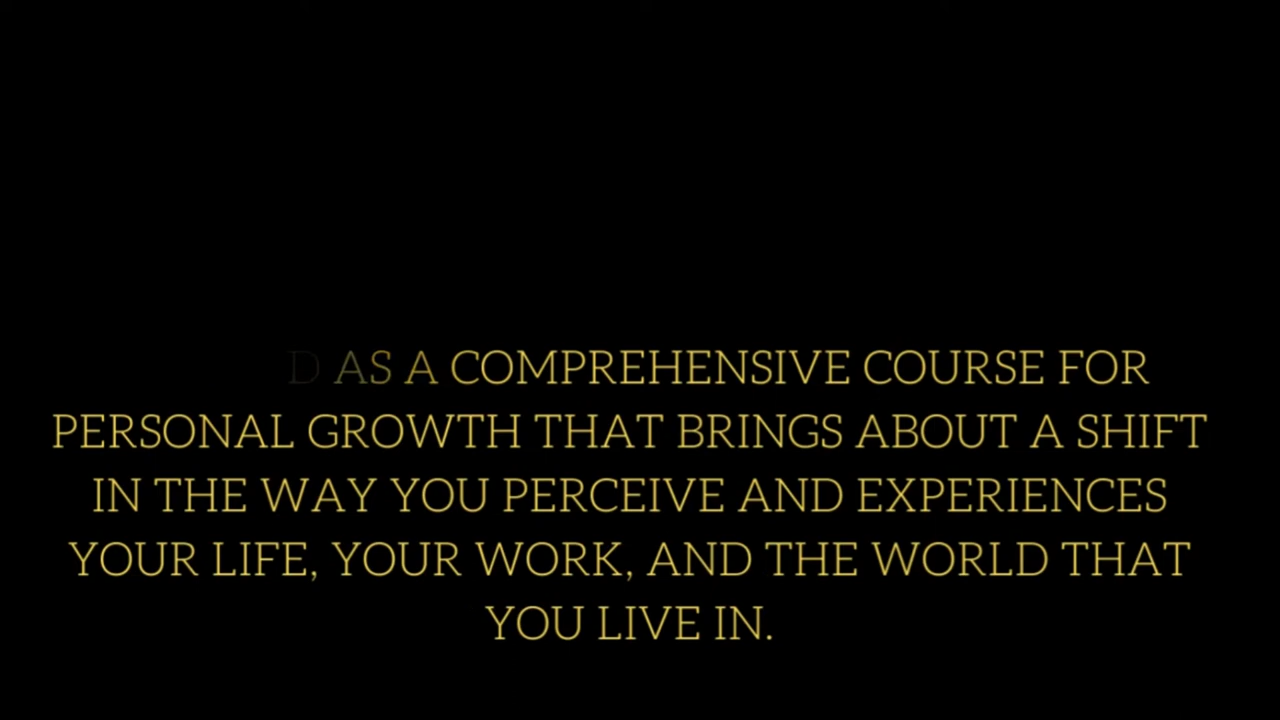 AS A COMPREHENSIVE COURSE FOR
PERSONAL GROWTH THAT BRINGS ABOUT A SHIFT
IN THE WAY YOU PERCEIVE AND EXPERIENCES
YOUR LIFE, YOUR WORK, AND THE WORLD THAT
YOU LIVE IN.